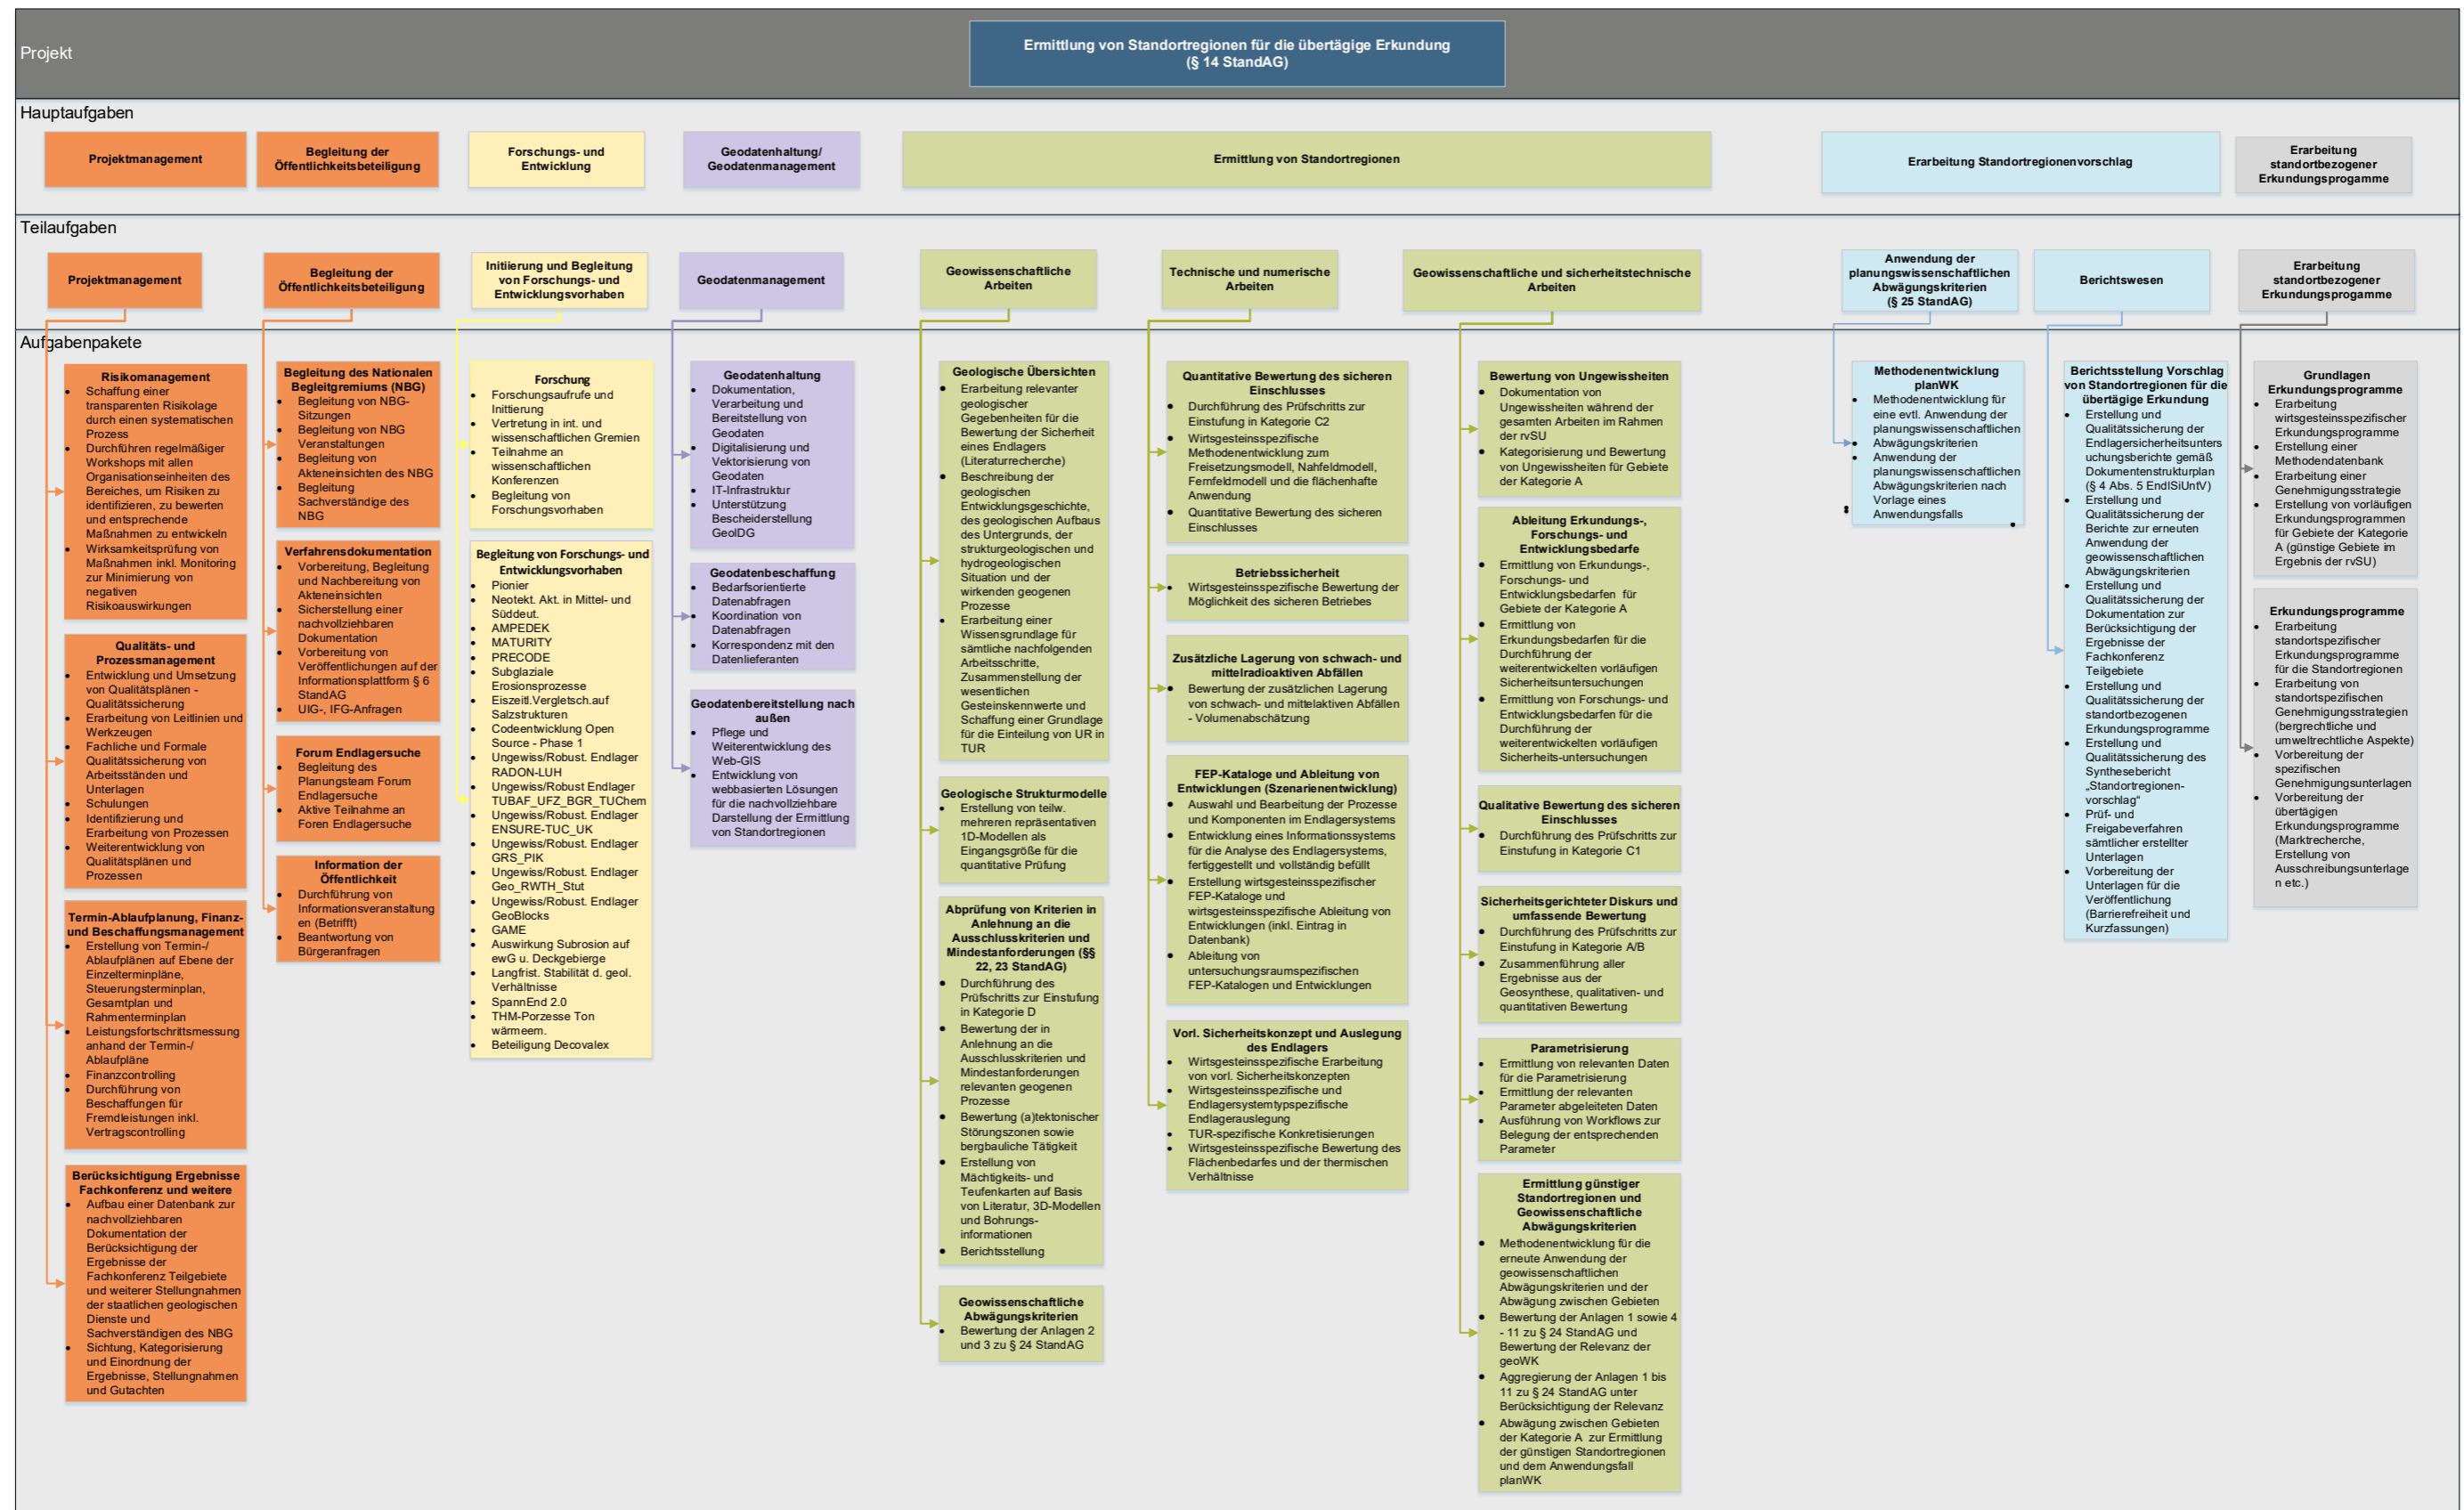 Projekt
Ermittlung von Standortregionen für die übertägige Erkundung
(§ 14 StandAG)
Hauptaufgaben
Projektmanagement
Begleitung der
Öffentlichkeitsbeteiligung
Forschungs- und
Entwicklung
Geodatenhaltung/
Geodatenmanagement
Ermittlung von Standortregionen
Erarbeitung Standortregionenvorschlag
Erarbeitung
standortbezogener
Erkundungsprogamme
Teilaufgaben
Projektmanagement
Begleitung der
Öffentlichkeitsbeteiligung
Initiierung und Begleitung
von Forschungs- und
Entwicklungsvorhaben
Geodatenmanagement
Geowissenschaftliche
Arbeiten
Technische und numerische
Arbeiten
Geowissenschaftliche und sicherheitstechnische
Arbeiten
Anwendung der
planungswissenschaftlichen
Abwägungskriterien
(§ 25 StandAG)
Berichtswesen
Erarbeitung
standortbezogener
Erkundungsprogamme
Aufgabenpakete
Risikomanagement
• Schaffung einer
transparenten Risikolage
durch einen systematischen
Prozess
• Durchführen regelmäßiger
Workshops mit allen
Organisationseinheiten des
Bereiches, um Risiken zu
identifizieren, zu bewerten
und entsprechende
Maßnahmen zu entwickeln
• Wirksamkeitsprüfung von
Maßnahmen inkl. Monitoring
zur Minimierung von
negativen
Risikoauswirkungen
Qualitäts- und
Prozessmanagement
• Entwicklung und Umsetzung
von Qualitätsplänen -
Qualitätssicherung
• Erarbeitung von Leitlinien und
Werkzeugen
• Fachliche und Formale
Qualitätssicherung von
Arbeitsständen und
Unterlagen
• Schulungen
• Identifizierung und
Erarbeitung von Prozessen
• Weiterentwicklung von
Qualitätsplänen und
Prozessen
Termin-Ablaufplanung, Finanz-
und Beschaffungsmanagement
• Erstellung von Termin-/
Ablaufplänen auf Ebene der
Einzelterminpläne,
Steuerungsterminplan,
Gesamtplan und
Rahmenterminplan
• Leistungsfortschrittsmessung
anhand der Termin-/
Ablaufpläne
• Finanzcontrolling
• Durchführung von
Beschaffungen für
Fremdleistungen inkl.
Vertragscontrolling
Berücksichtigung Ergebnisse
Fachkonferenz und weitere
• Aufbau einer Datenbank zur
nachvollziehbaren
Dokumentation der
Berücksichtigung der
Ergebnisse der
Fachkonferenz Teilgebiete
und weiterer Stellungnahmen
der staatlichen geologischen
Dienste und
Sachverständigen des NBG
• Sichtung, Kategorisierung
und Einordnung der
Ergebnisse, Stellungnahmen
und Gutachten
Begleitung des Nationalen
Begleitgremiums (NBG)
• Begleitung von NBG-
Sitzungen
• Begleitung von NBG
Veranstaltungen
• Begleitung von
Akteneinsichten des NBG
• Begleitung
Sachverständige des
NBG
Verfahrensdokumentation
• Vorbereitung, Begleitung
und Nachbereitung von
Akteneinsichten
• Sicherstellung einer
nachvollziehbaren
Dokumentation
• Vorbereitung von
Veröffentlichungen auf der
Informationsplattform § 6
StandAG
• UIG-, IFG-Anfragen
Forum Endlagersuche
• Begleitung des
Planungsteam Forum
Endlagersuche
• Aktive Teilnahme an
Foren Endlagersuche
Information der
Öffentlichkeit
• Durchführung von
Informationsveranstaltung
en (Betrifft)
• Beantwortung von
Bürgeranfragen
Forschung
• Forschungsaufrufe und
Initiierung
• Vertretung in int. und
wissenschaftlichen Gremien
• Teilnahme an
wissenschaftlichen
Konferenzen
• Begleitung von
Forschungsvorhaben
Begleitung von Forschungs- und
Entwicklungsvorhaben
• Pionier
• Neotekt. Akt. in Mittel- und
Süddeut.
• AMPEDEK
• MATURITY
• PRECODE
• Subglaziale
Erosionsprozesse
• Eiszeitl.Vergletsch.auf
Salzstrukturen
• Codeentwicklung Open
Source - Phase 1
• Ungewiss/Robust. Endlager
RADON-LUH
• Ungewiss/Robust Endlager
TUBAF_UFZ_BGR_TUChem
• Ungewiss/Robust. Endlager
ENSURE-TUC_UK
• Ungewiss/Robust. Endlager
GRS_PIK
• Ungewiss/Robust. Endlager
Geo_RWTH_Stut
• Ungewiss/Robust. Endlager
GeoBlocks
• GAME
• Auswirkung Subrosion auf
ewG u. Deckgebierge
• Langfrist. Stabilität d. geol.
Verhältnisse
• SpannEnd 2.0
• THM-Porzesse Ton
wärmeem.
• Beteiligung Decovalex
Geodatenhaltung
• Dokumentation,
Verarbeitung und
Bereitstellung von
Geodaten
• Digitalisierung und
Vektorisierung von
Geodaten
• IT-Infrastruktur
• Unterstützung
Bescheiderstellung
GeolDG
Geodatenbeschaffung
• Bedarfsorientierte
Datenabfragen
• Koordination von
Datenabfragen
• Korrespondenz mit den
Datenlieferanten
Geodatenbereitstellung nach
außen
• Pflege und
Weiterentwicklung des
Web-GIS
• Entwicklung von
webbasierten Lösungen
für die nachvollziehbare
Darstellung der Ermittlung
von Standortregionen
Geologische Übersichten
• Erarbeitung relevanter
geologischer
Gegebenheiten für die
Bewertung der Sicherheit
eines Endlagers
(Literaturrecherche)
• Beschreibung der
geologischen
Entwicklungsgeschichte,
des geologischen Aufbaus
des Untergrunds, der
strukturgeologischen und
hydrogeologischen
Situation und der
wirkenden geogenen
Prozesse
• Erarbeitung einer
Wissensgrundlage für
sämtliche nachfolgenden
Arbeitsschritte,
Zusammenstellung der
wesentlichen
Gesteinskennwerte und
Schaffung einer Grundlage
für die Einteilung von UR in
TUR
Geologische Strukturmodelle
• Erstellung von teilw.
mehreren repräsentativen
1D-Modellen als
Eingangsgröße für die
quantitative Prüfung
Abprüfung von Kriterien in
Anlehnung an die
Ausschlusskriterien und
Mindestanforderungen (§§
22, 23 StandAG)
• Durchführung des
Prüfschritts zur Einstufung
in Kategorie D
• Bewertung der in
Anlehnung an die
Ausschlusskriterien und
Mindestanforderungen
relevanten geogenen
Prozesse
• Bewertung (a)tektonischer
Störungszonen sowie
bergbauliche Tätigkeit
• Erstellung von
Mächtigkeits- und
Teufenkarten auf Basis
von Literatur, 3D-Modellen
und Bohrungs-
informationen
• Berichtsstellung
Geowissenschaftliche
Abwägungskriterien
• Bewertung der Anlagen 2
und 3 zu § 24 StandAG
Quantitative Bewertung des sicheren
Einschlusses
• Durchführung des Prüfschritts zur
Einstufung in Kategorie C2
• Wirtsgesteinsspezifische
Methodenentwicklung zum
Freisetzungsmodell, Nahfeldmodell,
Fernfeldmodell und die flächenhafte
Anwendung
• Quantitative Bewertung des sicheren
Einschlusses
Betriebssicherheit
• Wirtsgesteinsspezifische Bewertung der
Möglichkeit des sicheren Betriebes
Zusätzliche Lagerung von schwach- und
mittelradioaktiven Abfällen
• Bewertung der zusätzlichen Lagerung
von schwach- und mittelaktiven Abfällen
- Volumenabschätzung
FEP-Kataloge und Ableitung von
Entwicklungen (Szenarienentwicklung)
• Auswahl und Bearbeitung der Prozesse
und Komponenten im Endlagersystems
• Entwicklung eines Informationssystems
für die Analyse des Endlagersystems,
fertiggestellt und vollständig befüllt
• Erstellung wirtsgesteinsspezifischer
FEP-Kataloge und
wirtsgesteinsspezifische Ableitung von
Entwicklungen (inkl. Eintrag in
Datenbank)
• Ableitung von
untersuchungsraumspezifischen
FEP-Katalogen und Entwicklungen
Vorl. Sicherheitskonzept und Auslegung
des Endlagers
• Wirtsgesteinsspezifische Erarbeitung
von vorl. Sicherheitskonzepten
• Wirtsgesteinsspezifische und
Endlagersystemtypspezifische
Endlagerauslegung
• TUR-spezifische Konkretisierungen
• Wirtsgesteinsspezifische Bewertung des
Flächenbedarfes und der thermischen
Verhältnisse
Bewertung von Ungewissheiten
• Dokumentation von
Ungewissheiten während der
gesamten Arbeiten im Rahmen
der rvSU
• Kategorisierung und Bewertung
von Ungewissheiten für Gebiete
der Kategorie A
Ableitung Erkundungs-,
Forschungs- und
Entwicklungsbedarfe
• Ermittlung von Erkundungs-,
Forschungs- und
Entwicklungsbedarfen für
Gebiete der Kategorie A
• Ermittlung von
Erkundungsbedarfen für die
Durchführung der
weiterentwickelten vorläufigen
Sicherheitsuntersuchungen
• Ermittlung von Forschungs- und
Entwicklungsbedarfen für die
Durchführung der
weiterentwickelten vorläufigen
Sicherheits-untersuchungen
Qualitative Bewertung des sicheren
Einschlusses
• Durchführung des Prüfschritts zur
Einstufung in Kategorie C1
Sicherheitsgerichteter Diskurs und
umfassende Bewertung
• Durchführung des Prüfschritts zur
Einstufung in Kategorie A/B
• Zusammenführung aller
Ergebnisse aus der
Geosynthese, qualitativen- und
quantitativen Bewertung
Parametrisierung
• Ermittlung von relevanten Daten
für die Parametrisierung
• Ermittlung der relevanten
Parameter abgeleiteten Daten
• Ausführung von Workflows zur
Belegung der entsprechenden
Parameter
Ermittlung günstiger
Standortregionen und
Geowissenschaftliche
Abwägungskriterien
• Methodenentwicklung für die
erneute Anwendung der
geowissenschaftlichen
Abwägungskriterien und der
Abwägung zwischen Gebieten
• Bewertung der Anlagen 1 sowie 4
- 11 zu § 24 StandAG und
Bewertung der Relevanz der
geoWK
• Aggregierung der Anlagen 1 bis
11 zu § 24 StandAG unter
Berücksichtigung der Relevanz
• Abwägung zwischen Gebieten
der Kategorie A zur Ermittlung
der günstigen Standortregionen
und dem Anwendungsfall
planWK
Methodenentwicklung
planWK
• Methodenentwicklung für
eine evtl. Anwendung der
planungswissenschaftlichen
• Abwägungskriterien
• Anwendung der
planungswissenschaftlichen
Abwägungskriterien nach
Vorlage eines
• Anwendungsfalls
Berichtsstellung Vorschlag
von Standortregionen für die
übertägige Erkundung
• Erstellung und
Qualitätssicherung der
Endlagersicherheitsunters
uchungsberichte gemäß
Dokumentenstrukturplan
(§ 4 Abs. 5 EndlSiUntV)
• Erstellung und
Qualitätssicherung der
Berichte zur erneuten
Anwendung der
geowissenschaftlichen
Abwägungskriterien
• Erstellung und
Qualitätssicherung der
Dokumentation zur
Berücksichtigung der
Ergebnisse der
Fachkonferenz
Teilgebiete
• Erstellung und
Qualitätssicherung der
standortbezogenen
Erkundungsprogramme
• Erstellung und
Qualitätssicherung des
Synthesebericht
„Standortregionen-
vorschlag“
• Prüf- und
Freigabeverfahren
sämtlicher erstellter
Unterlagen
• Vorbereitung der
Unterlagen für die
Veröffentlichung
(Barrierefreiheit und
Kurzfassungen)
Grundlagen
Erkundungsprogramme
• Erarbeitung
wirtsgesteinsspezifischer
Erkundungsprogramme
• Erstellung einer
Methodendatenbank
• Erarbeitung einer
Genehmigungsstrategie
• Erstellung von vorläufigen
Erkundungsprogrammen
für Gebiete der Kategorie
A (günstige Gebiete im
Ergebnis der rvSU)
Erkundungsprogramme
• Erarbeitung
standortspezifischer
Erkundungsprogramme
für die Standortregionen
• Erarbeitung von
standortspezifischen
Genehmigungsstrategien
(bergrechtliche und
umweltrechtliche Aspekte)
• Vorbereitung der
spezifischen
Genehmigungsunterlagen
• Vorbereitung der
übertägigen
Erkundungsprogramme
(Marktrecherche,
Erstellung von
Ausschreibungsunterlage
n etc.)